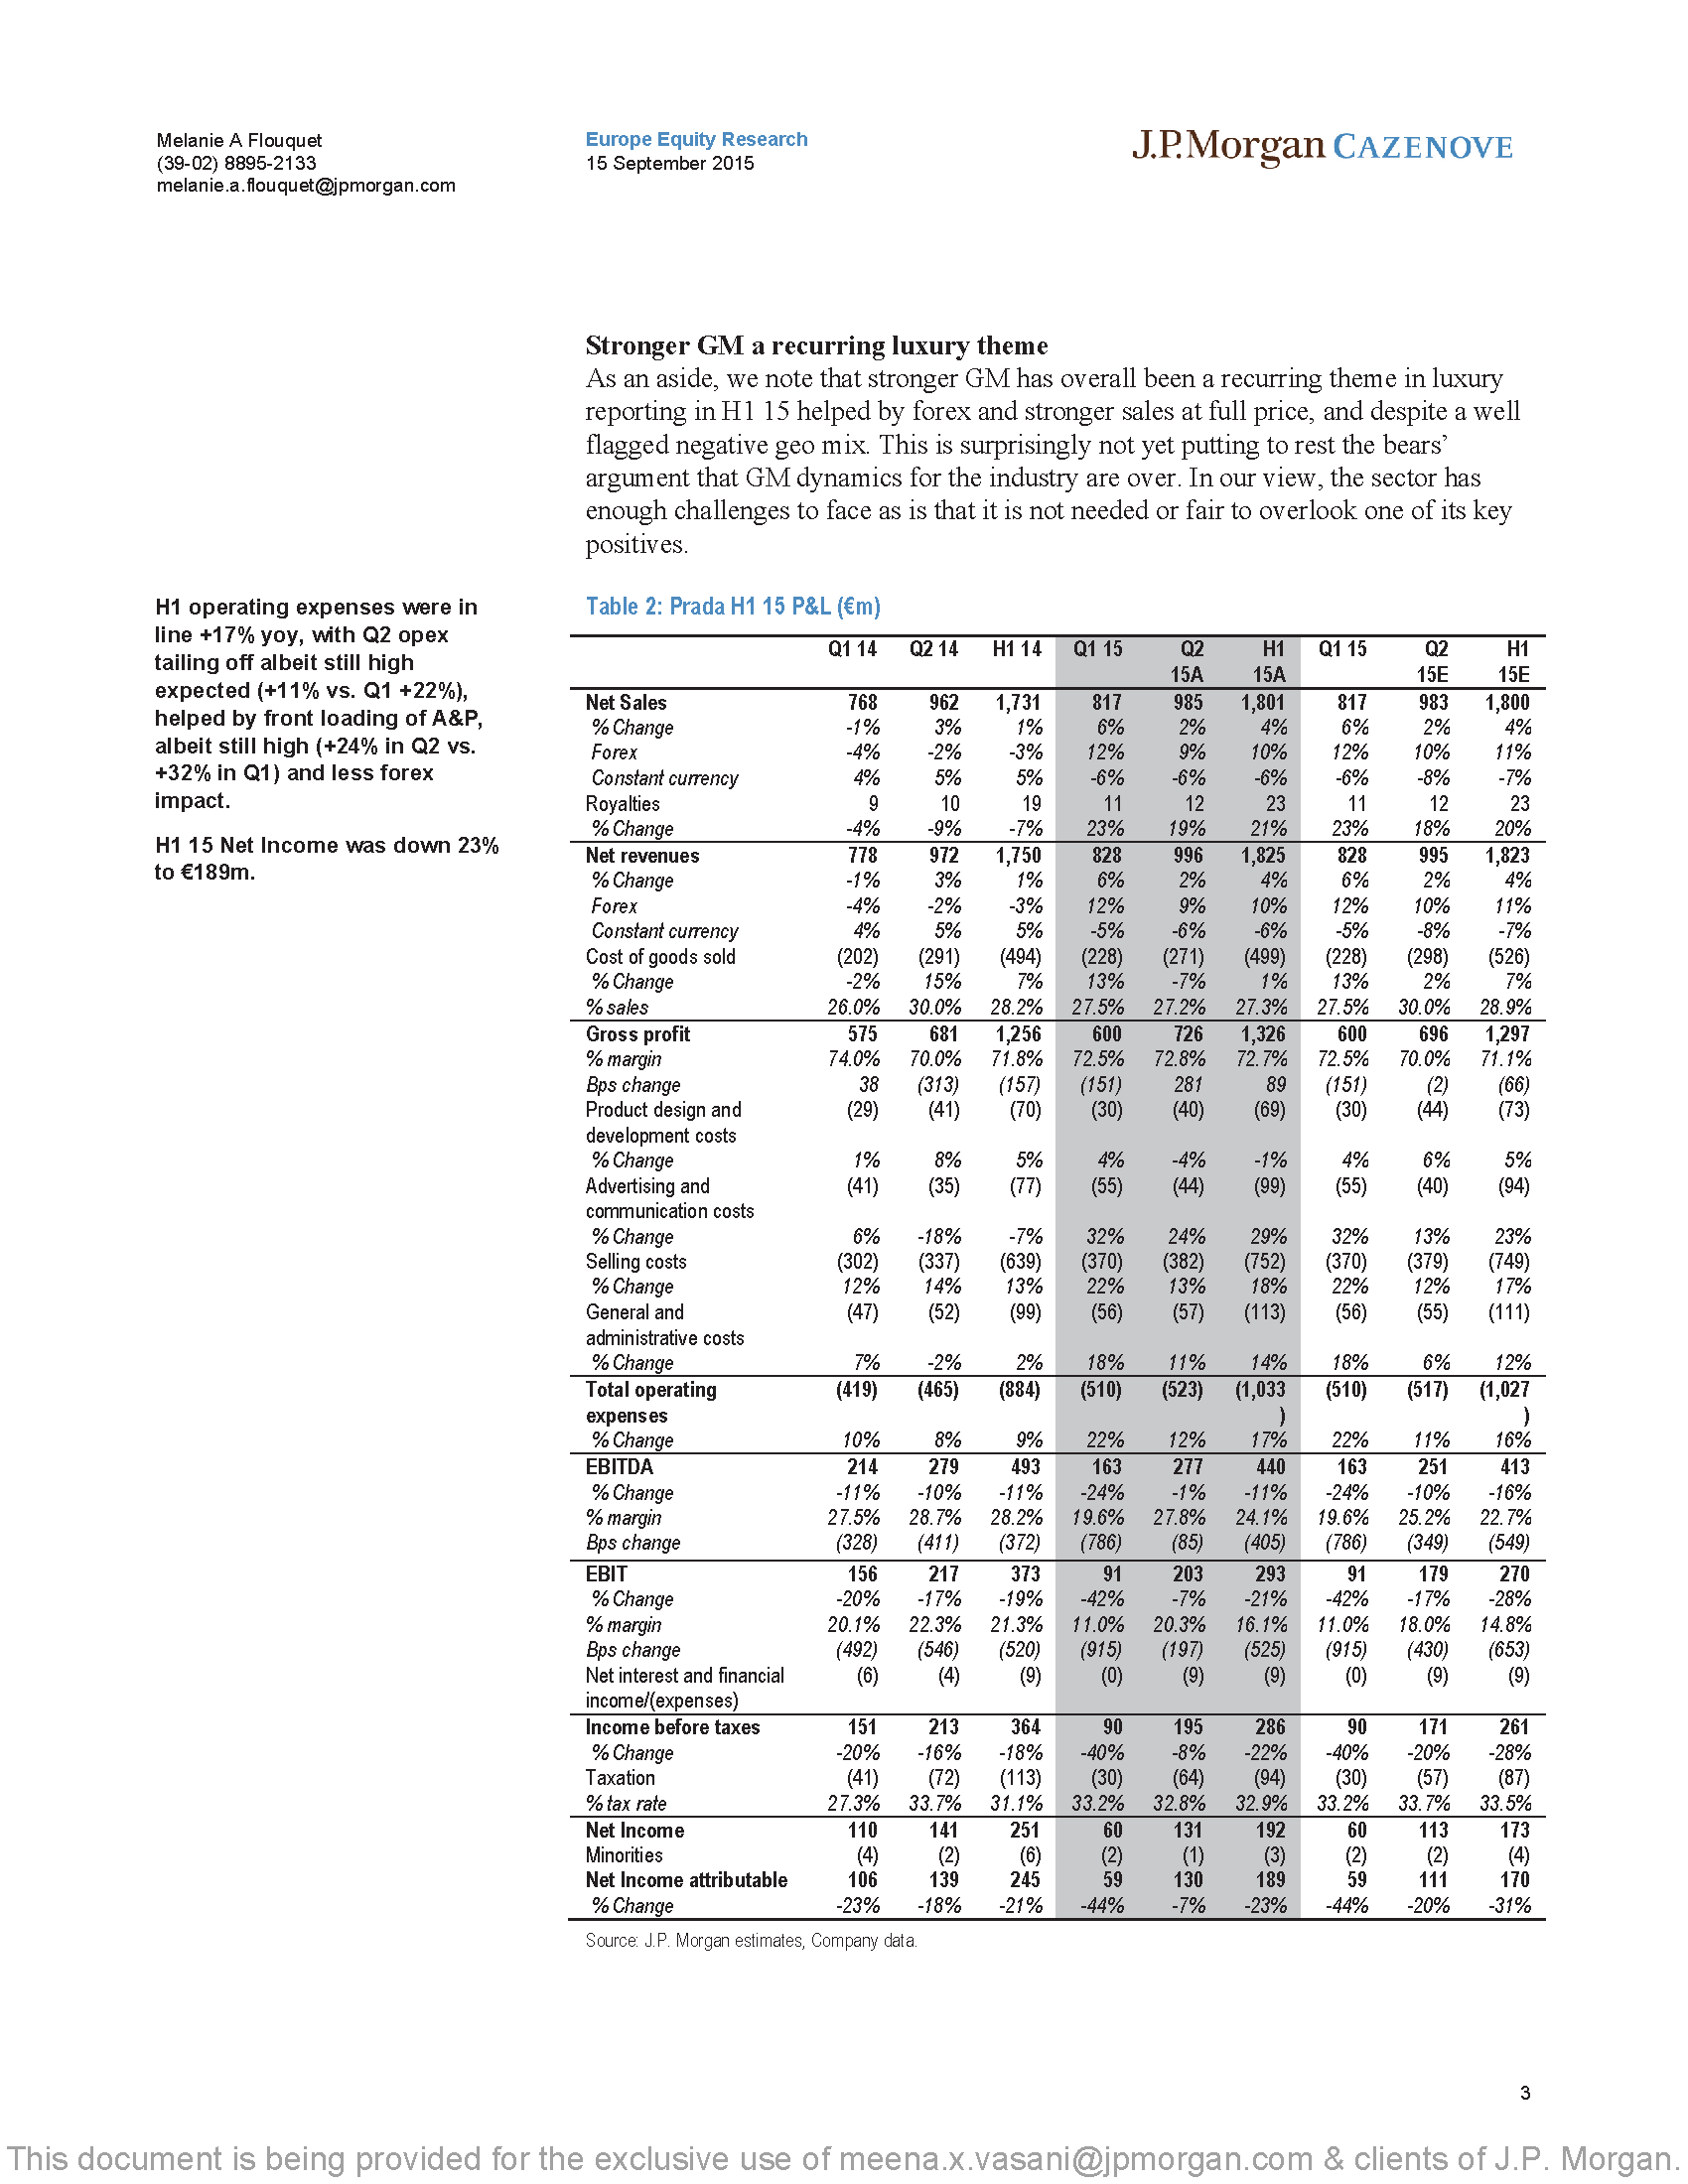 Melanie A Flouquet
(39-02) 8895-2133
melanie.a.flouquet@jpmorgan.com
Europe Equity Research
15 September 2015
J.P.Morgan CAZENOVE
Stronger GM a recurring luxury theme
As an aside, we note that stronger GM has overall been a recurring theme in luxury
reporting in H1 15 helped by forex and stronger sales at full price, and despite a well
flagged negative geo mix. This is surprisingly not yet putting to rest the bears’
argument that GM dynamics for the industry are over. In our view, the sector has
enough challenges to face as is that it is not needed or fair to overlook one of its key
positives.
H1 operating expenses were in
line +17% yoy, with Q2 opex
tailing off albeit still high
expected (+11% vs. Q1 +22%),
helped by front loading of A&P,
albeit still high (+24% in Q2 vs.
+32% in Q1) and less forex
impact.
H1 15 Net Income was down 23%
to €189m.
Table 2: Prada H1 15 P&L (€m)
Q1 14 Q2 14 H1 14 Q1 15 Q2 H1 Q1 15 Q2 H1
15A 15A 15E 15E
Net Sales 768 962 1,731 817 985 1,801 817 983 1,800
% Change -1% 3% 1% 6% 2% 4% 6% 2% 4%
Forex -4% -2% -3% 12% 9% 10% 12% 10% 11%
Constant currency 4% 5% 5% -6% -6% -6% -6% -8% -7%
Royalties 9 10 19 11 12 23 11 12 23
% Change -4% -9% -7% 23% 19% 21% 23% 18% 20%
Net revenues 778 972 1,750 828 996 1,825 828 995 1,823
% Change -1% 3% 1% 6% 2% 4% 6% 2% 4%
Forex -4% -2% -3% 12% 9% 10% 12% 10% 11%
Constant currency 4% 5% 5% -5% -6% -6% -5% -8% -7%
Cost of goods sold (202) (291) (494) (228) (271) (499) (228) (298) (526)
% Change -2% 15% 7% 13% -7% 1% 13% 2% 7%
% sales 26.0% 30.0% 28.2% 27.5% 27.2% 27.3% 27.5% 30.0% 28.9%
Gross profit 575 681 1,256 600 726 1,326 600 696 1,297
% margin 74.0% 70.0% 71.8% 72.5% 72.8% 72.7% 72.5% 70.0% 71.1%
Bps change 38 (313) (157) (151) 281 89 (151) (2) (66)
Product design and (29) (41) (70) (30) (40) (69) (30) (44) (73)
development costs
% Change 1% 8% 5% 4% -4% -1% 4% 6% 5%
Advertising and (41) (35) (77) (55) (44) (99) (55) (40) (94)
communication costs
% Change 6% -18% -7% 32% 24% 29% 32% 13% 23%
Selling costs (302) (337) (639) (370) (382) (752) (370) (379) (749)
% Change 12% 14% 13% 22% 13% 18% 22% 12% 17%
General and (47) (52) (99) (56) (57) (113) (56) (55) (111)
administrative costs
% Change 7% -2% 2% 18% 11% 14% 18% 6% 12%
Total operating (419) (465) (884) (510) (523) (1,033 (510) (517) (1,027
expenses ) )
% Change 10% 8% 9% 22% 12% 17% 22% 11% 16%
EBITDA 214 279 493 163 277 440 163 251 413
% Change -11% -10% -11% -24% -1% -11% -24% -10% -16%
% margin 27.5% 28.7% 28.2% 19.6% 27.8% 24.1% 19.6% 25.2% 22.7%
Bps change (328) (411) (372) (786) (85) (405) (786) (349) (549)
EBIT 156 217 373 91 203 293 91 179 270
% Change -20% -17% -19% -42% -7% -21% -42% -17% -28%
% margin 20.1% 22.3% 21.3% 11.0% 20.3% 16.1% 11.0% 18.0% 14.8%
Bps change (492) (546) (520) (915) (197) (525) (915) (430) (653)
Net interest and financial (6) (4) (9) (0) (9) (9) (0) (9) (9)
income/(expenses)
Income before taxes 151 213 364 90 195 286 90 171 261
% Change -20% -16% -18% -40% -8% -22% -40% -20% -28%
Taxation (41) (72) (113) (30) (64) (94) (30) (57) (87)
% tax rate 27.3% 33.7% 31.1% 33.2% 32.8% 32.9% 33.2% 33.7% 33.5%
Net Income 110 141 251 60 131 192 60 113 173
Minorities (4) (2) (6) (2) (1) (3) (2) (2) (4)
Net Income attributable 106 139 245 59 130 189 59 111 170
% Change -23% -18% -21% -44% -7% -23% -44% -20% -31%
Source: J.P. Morgan estimates, Company data.
3
This document is being provided for the exclusive use of meena.x.vasani@jpmorgan.com & clients of J.P. Morgan.